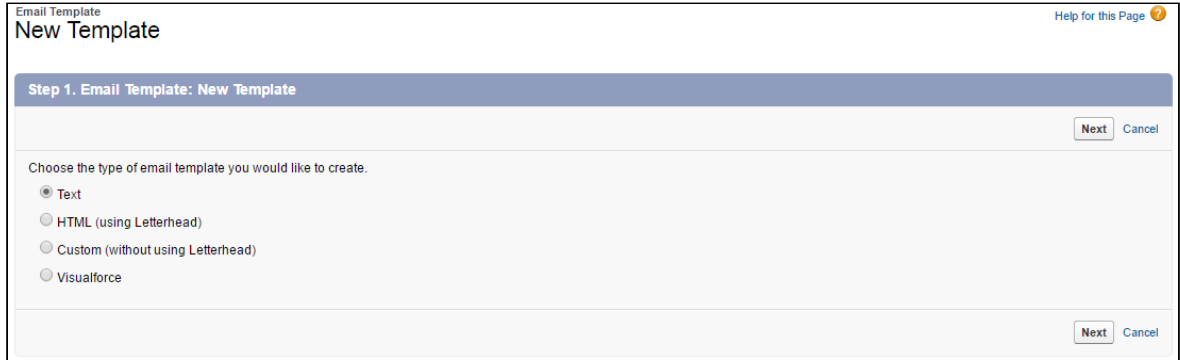 Email Template
New Template
Help for this Page ?
Step 1. Email Template: New Template
Next Cancel
Choose the type of email template you would like to create.
Text
HTML (using Letterhead)
Custom (without using Letterhead)
Visualforce
Next Cancel